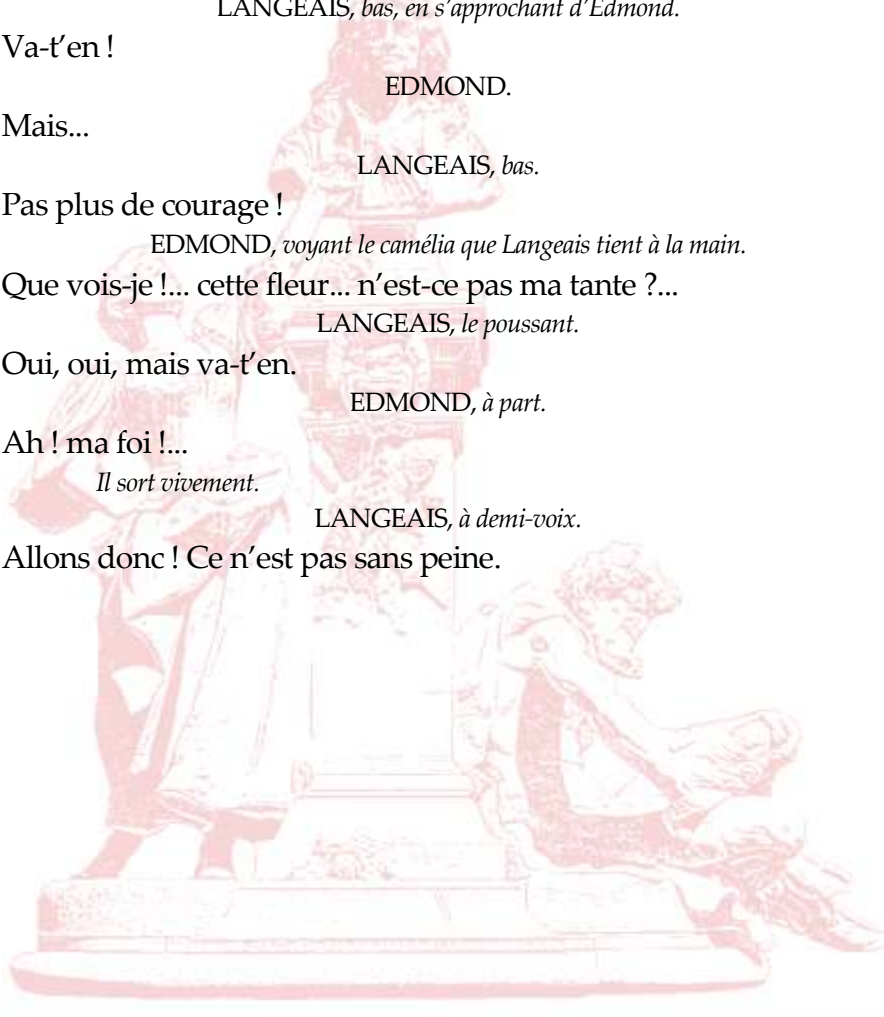 LANGEAIS, bas, en s'approchant d'Edmond.
Va-t'en !
EDMOND.
Mais...
LANGEAIS, bas.
Pas plus de courage !
EDMOND, voyant le camélia que Langeais tient à la main.
Que vois-je !... cette fleur... n'est-ce pas ma tante ?...
LANGEAIS, le poussant.
Oui, oui, mais va-t'en.
EDMOND, à part.
Ah ! ma foi !...
Il sort vivement.
LANGEAIS, à demi-voix.
Allons donc ! Ce n'est pas sans peine.